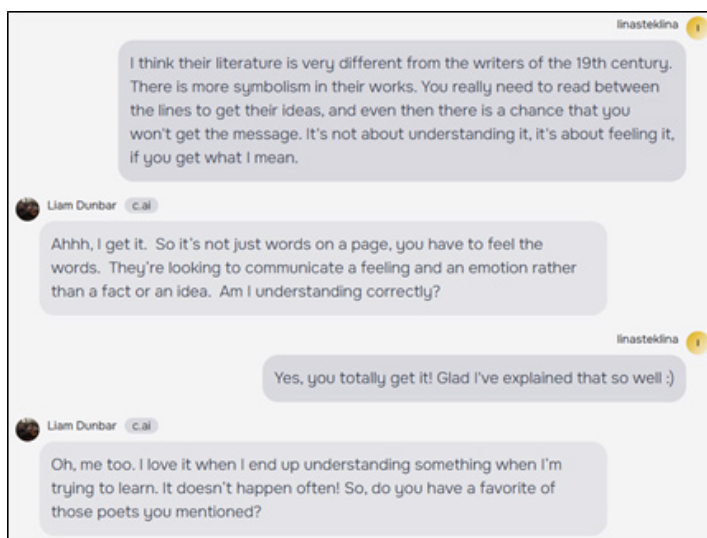 linasteklina
I think their literature is very different from the writers of the 19th century.
There is more symbolism in their works. You really need to read between
the lines to get their ideas, and even then there is a chance that you
won't get the message. It's not about understanding it, it's about feeling it,
if you get what I mean.
Liam Dunbar c.ai
Ahhh, I get it. So it's not just words on a page, you have to feel the
words. They're looking to communicate a feeling and an emotion rather
than a fact or an idea. Am I understanding correctly?
linasteklina
Yes, you totally get it! Glad I've explained that so well :)
Liam Dunbar c.ai
Oh, me too. I love it when I end up understanding something when I'm
trying to learn. It doesn't happen often! So, do you have a favorite of
those poets you mentioned?